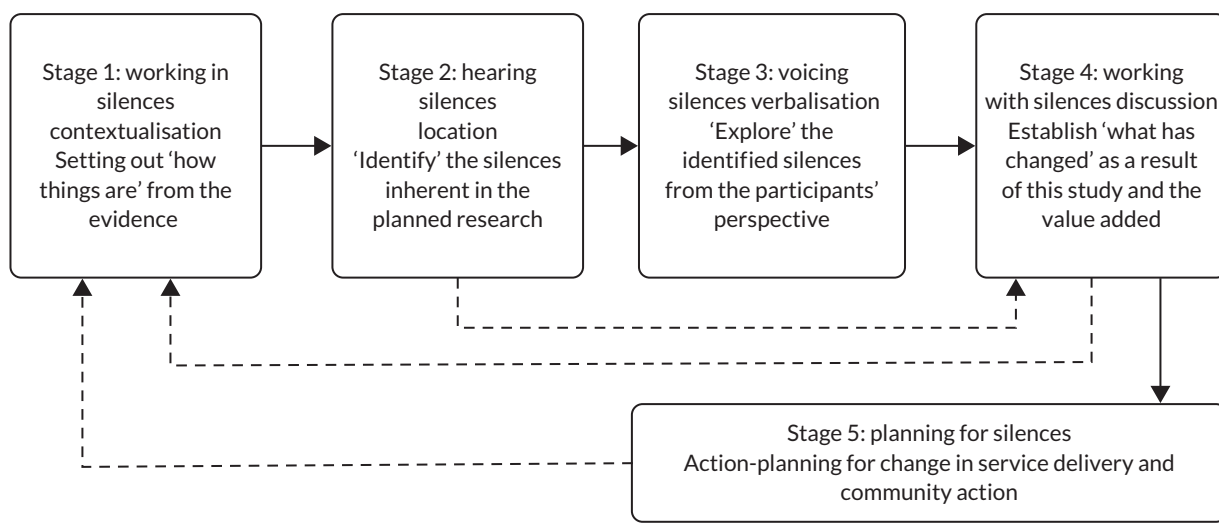 Stage 1: working in
silences
contextualisation
Setting out ‘how
things are’ from the
evidence
Stage 2: hearing
silences
location
‘Identify’ the silences
inherent in the
planned research
Stage 3: voicing
silences verbalisation
‘Explore’ the
identified silences
from the participants’
perspective
Stage 4: working
with silences discussion
Establish ‘what has
changed’ as a result
of this study and the
value added
Stage 5: planning for silences
Action-planning for change in service delivery and
community action